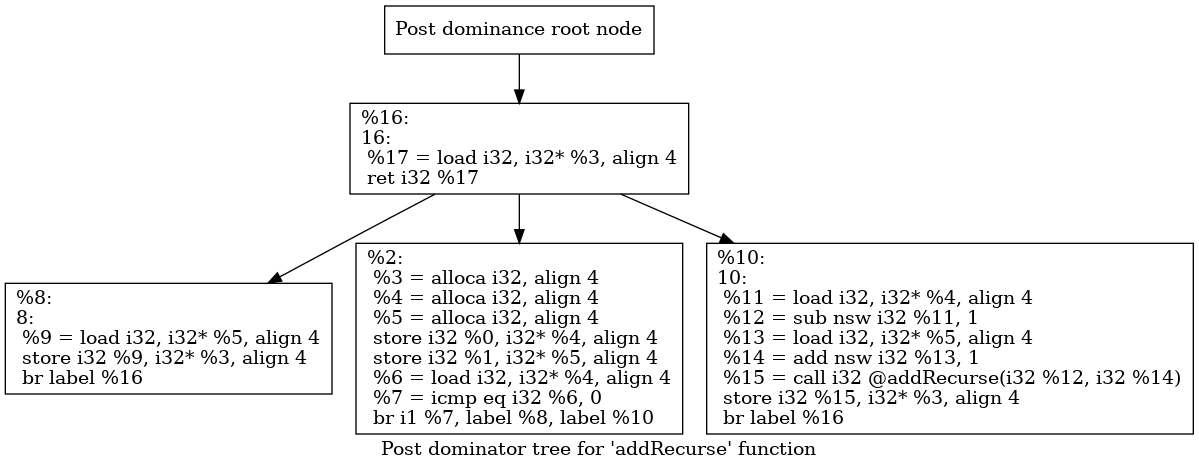 Post dominance root node
%16:
16:
%17 = load i32, i32* %3, align 4
ret i32 %17
%8:
8:
%9 = load i32, i32* %5, align 4
store i32 %9, i32* %3, align 4
br label %16
%2:
%3 = alloca i32, align 4
%4 = alloca i32, align 4
%5 = alloca i32, align 4
store i32 %0, i32* %4, align 4
store i32 %1, i32* %5, align 4
%6 = load i32, i32* %4, align 4
%7 = icmp eq i32 %6, 0
br i1 %7, label %8, label %10
%10:
10:
%11 = load i32, i32* %4, align 4
%12 = sub nsw i32 %11, 1
%13 = load i32, i32* %5, align 4
%14 = add nsw i32 %13, 1
%15 = call i32 @addRecurse(i32 %12, i32 %14)
store i32 %15, i32* %3, align 4
br label %16
Post dominator tree for 'addRecurse' function